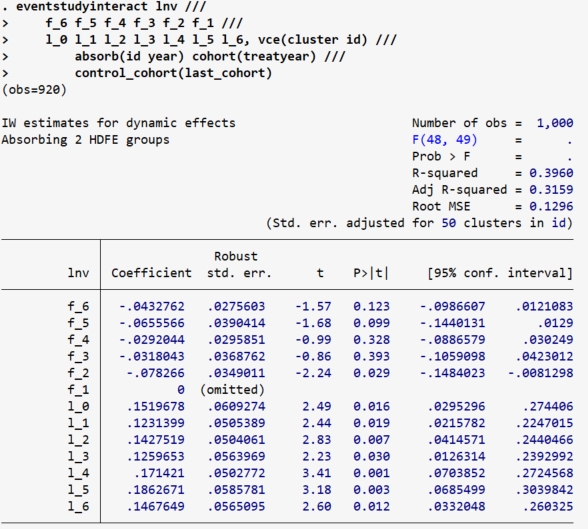 . eventstudyinteract lnv ///
> f_6 f_5 f_4 f_3 f_2 f_1 ///
> l_0 l_1 l_2 l_3 l_4 l_5 l_6, vce(cluster id) ///
> absorb(id year) cohort(treatyear) ///
> control_cohort(last_cohort)
(obs=920)
IW estimates for dynamic effects Number of obs = 1,000
Absorbing 2 HDFE groups F(48, 49) = .
Prob > F = .
R-squared = 0.3960
Adj R-squared = 0.3159
Root MSE = 0.1296
(Std. err. adjusted for 50 clusters in id)
Robust
lnv Coefficient std. err. t P>|t| [95% conf. interval]
f_6 -.0432762 .0275603 -1.57 0.123 -.0986607 .0121083
f_5 -.0655566 .0390414 -1.68 0.099 -.1440131 .0129
f_4 -.0292044 .0295851 -0.99 0.328 -.0886579 .030249
f_3 -.0318043 .0368762 -0.86 0.393 -.1059098 .0423012
f_2 -.078266 .0349011 -2.24 0.029 -.1484023 -.0081298
f_1 0 (omitted)
l_0 .1519678 .0609274 2.49 0.016 .0295296 .274406
l_1 .1231399 .0505389 2.44 0.019 .0215782 .2247015
l_2 .1427519 .0504061 2.83 0.007 .0414571 .2440466
l_3 .1259653 .0563969 2.23 0.030 .0126314 .2392992
l_4 .171421 .0502772 3.41 0.001 .0703852 .2724568
l_5 .1862671 .0585781 3.18 0.003 .0685499 .3039842
l_6 .1467649 .0565095 2.60 0.012 .0332048 .260325